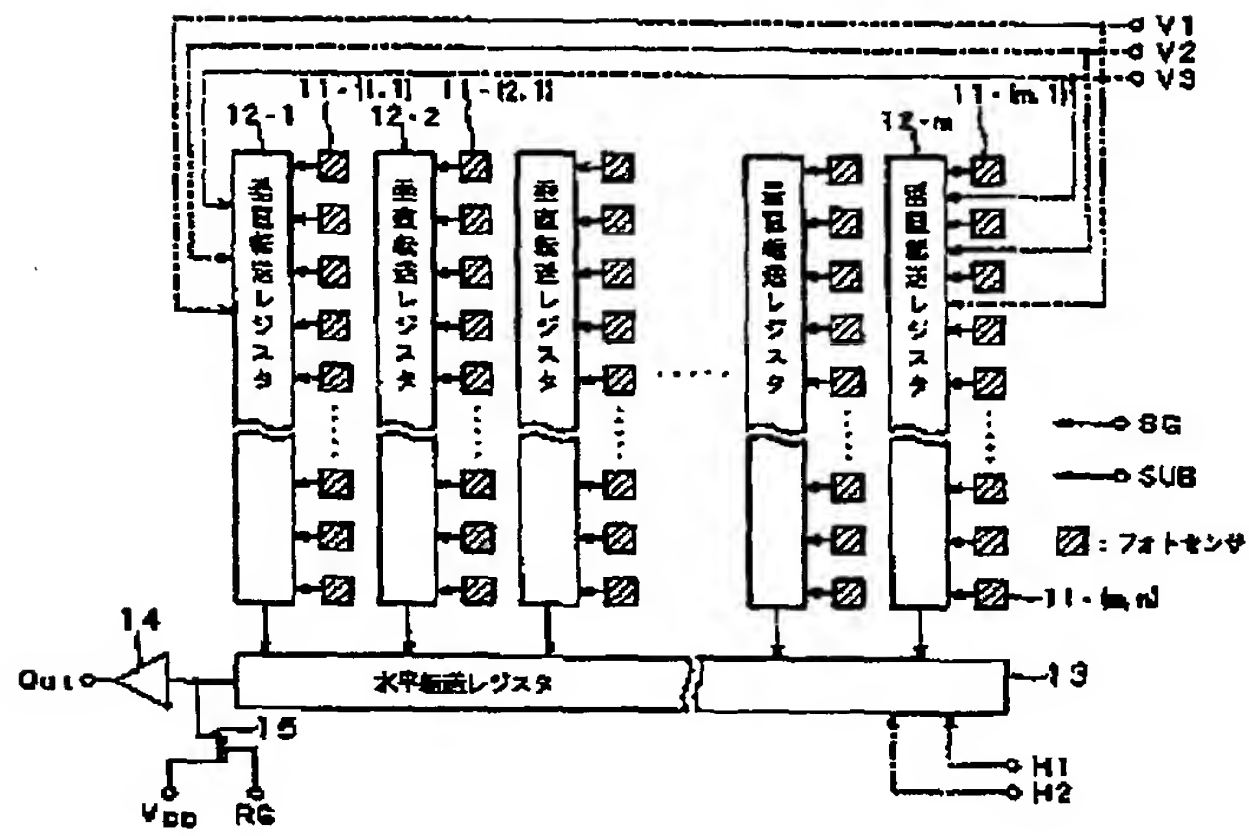 V1
V2
V3
11-(1,1)
11-(2,1)
11-(m,1)
12-1
12-2
12-m
垂直転送レジスタ
垂直転送レジスタ
垂直転送レジスタ
垂直転送レジスタ
垂直転送レジスタ
SG
SUB
:フォトセンサ
11-(m,n)
14
Out
水平転送レジスタ
13
15
H1
H2
VDD
RG